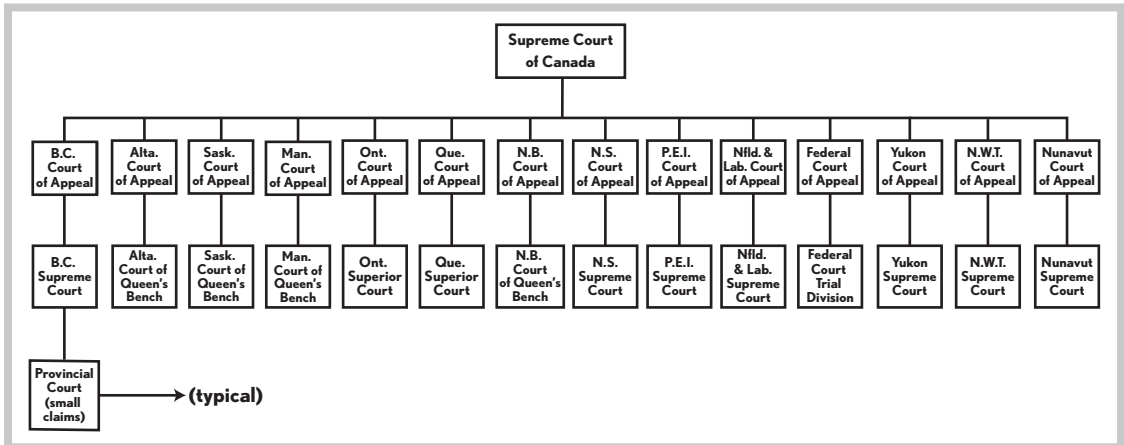 Supreme Court
of Canada
B.C.
Court
of Appeal
Alta.
Court
of Appeal
Sask.
Court
of Appeal
Man.
Court
of Appeal
Ont.
Court
of Appeal
Que.
Court
of Appeal
N.B.
Court
of Appeal
N.S.
Court
of Appeal
P.E.I.
Court
of Appeal
Nfld. &
Lab. Court
of Appeal
Federal
Court
of Appeal
Yukon
Court
of Appeal
N.W.T.
Court
of Appeal
Nunavut
Court
of Appeal
B.C.
Supreme
Court
Alta.
Court of
Queen's
Bench
Sask.
Court of
Queen's
Bench
Man.
Court of
Queen's
Bench
Ont.
Superior
Court
Que.
Superior
Court
N.B.
Court
of Queen's
Bench
N.S.
Supreme
Court
P.E.I.
Supreme
Court
Nfld.
& Lab.
Supreme
Court
Federal
Court
Trial
Division
Yukon
Supreme
Court
N.W.T.
Supreme
Court
Nunavut
Supreme
Court
Provincial
Court
(small
claims)
(typical)